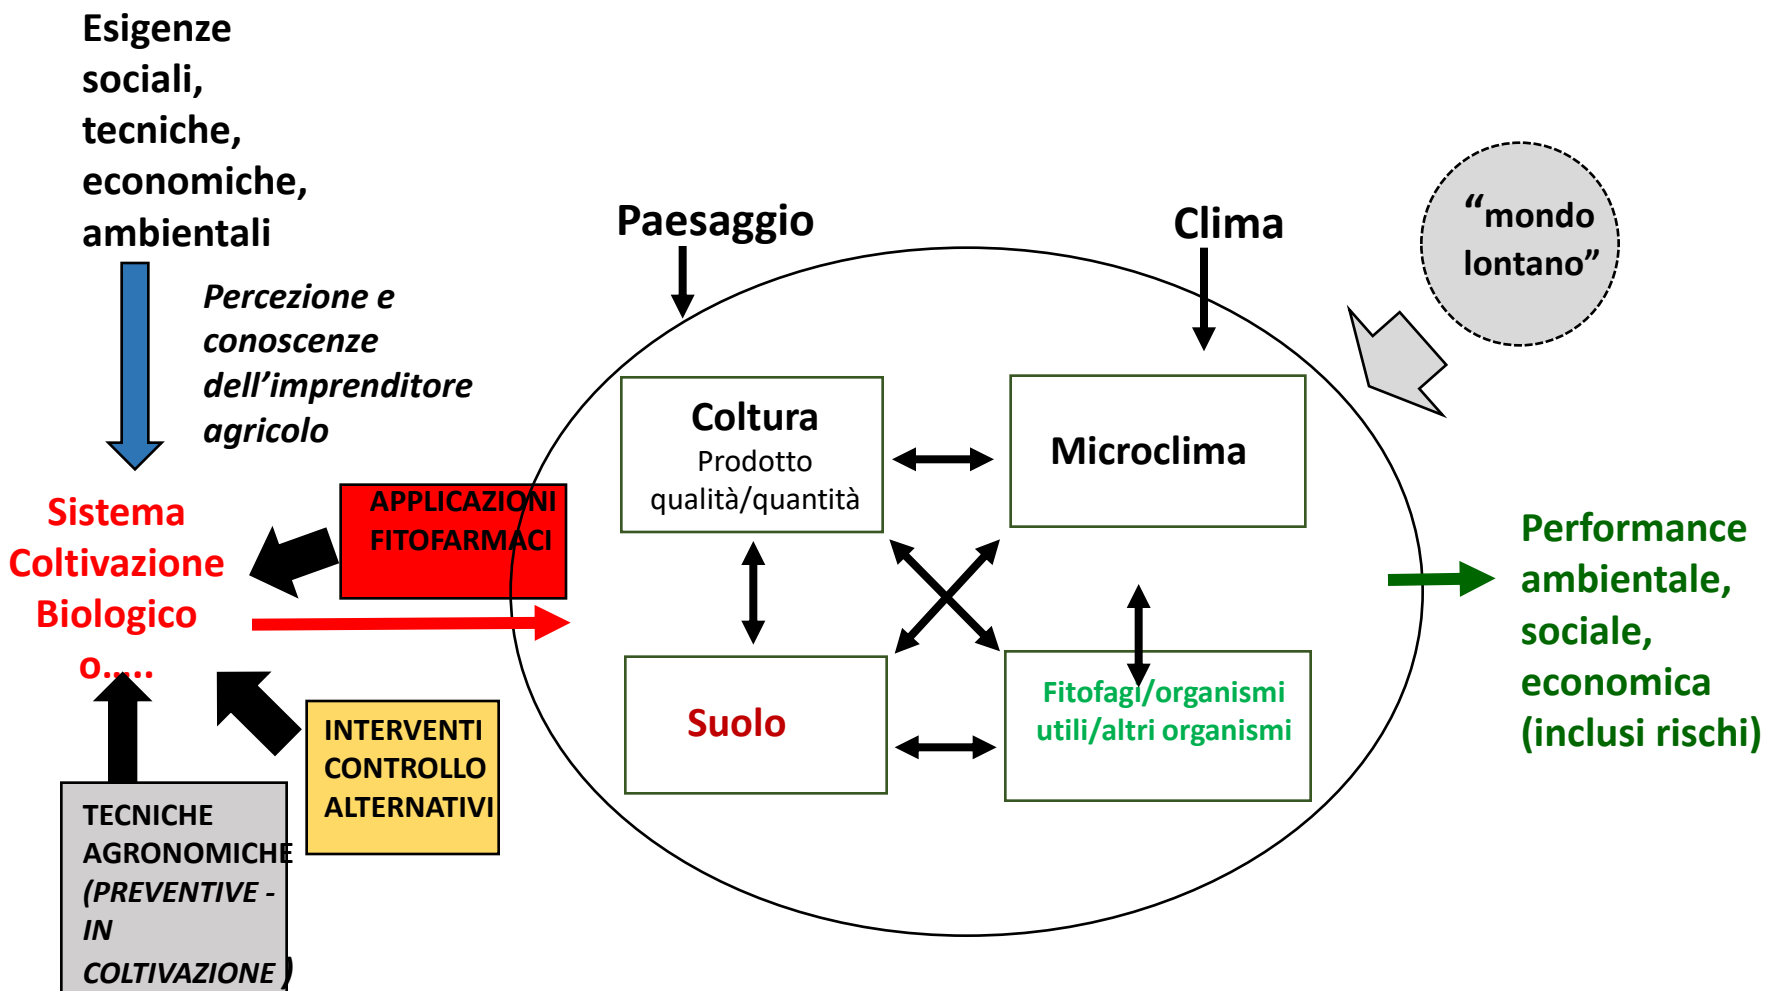 Esigenze
sociali,
tecniche,
economiche,
ambientali
Percezione e
conoscenze
dell’imprenditore
agricolo
Sistema
Coltivazione
Biologico
o…..
APPLICAZIONI
FITOFARMACI
INTERVENTI
CONTROLLO
ALTERNATIVI
TECNICHE
AGRONOMICHE
(PREVENTIVE -
IN
COLTIVAZIONE )
Paesaggio
Clima
“mondo
lontano”
Coltura
Prodotto
qualità/quantità
Microclima
Suolo
Fitofagi/organismi
utili/altri organismi
Performance
ambientale,
sociale,
economica
(inclusi rischi)